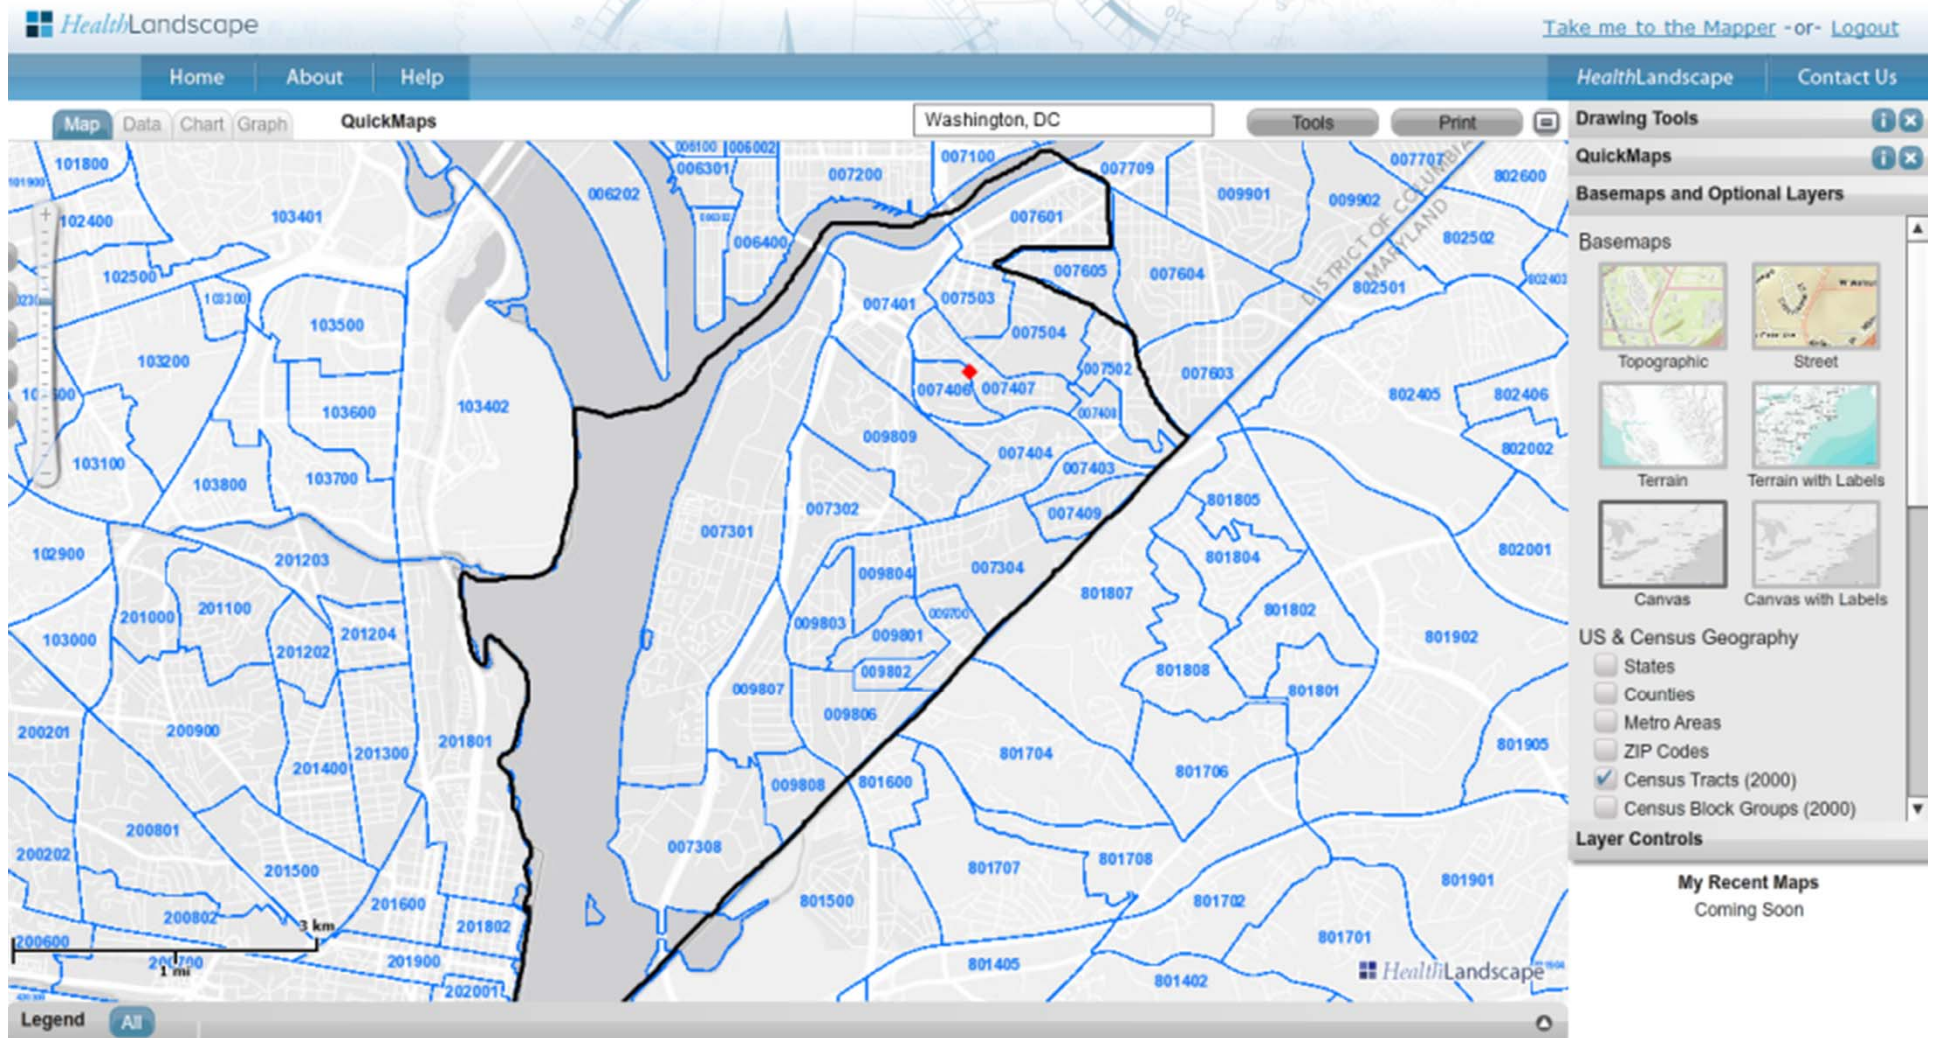 HealthLandscape
Take me to the Mapper -or- Logout
Home About Help
HealthLandscape Contact Us
Map Data Chart Graph
QuickMaps
Washington, DC
Tools Print
Drawing Tools
QuickMaps
Basemaps and Optional Layers
Basemaps
Topographic Street
Terrain Terrain with Labels
Canvas Canvas with Labels
US & Census Geography
States
Counties
Metro Areas
ZIP Codes
Census Tracts (2000)
Census Block Groups (2000)
Layer Controls
My Recent Maps
Coming Soon
006002
101800 006301 007200 007100 007709 007707 802600
101900 006202 009901 009902
102400 103401 007601
006400 802502
DISTRICT OF COLUMBIA
MARYLAND
102500 007605 007604 802403
103300 007401 007503 802501
103500 007504
103200 007502 007603
103600 103402 007406 007407 802405 802406
009809 007404 802002
103100 103800 103700 007403
007302 007409 801805
102900 201203 007301 801804 802001
009804 007304
201000 201100 801807 801802
103000 201204 009803 009801 009700 801902
201202 009802 801808
009807 801801
200201 200900 201801 009806
201300 201400 801704 801706 801905
009808 801600
200801
200202 201500 007308 801707 801708 801901
200802 201600 801500 801702
201802 801701
3 km
200600
1 mi
201900 801405 801402
202001
HealthLandscape
Legend All